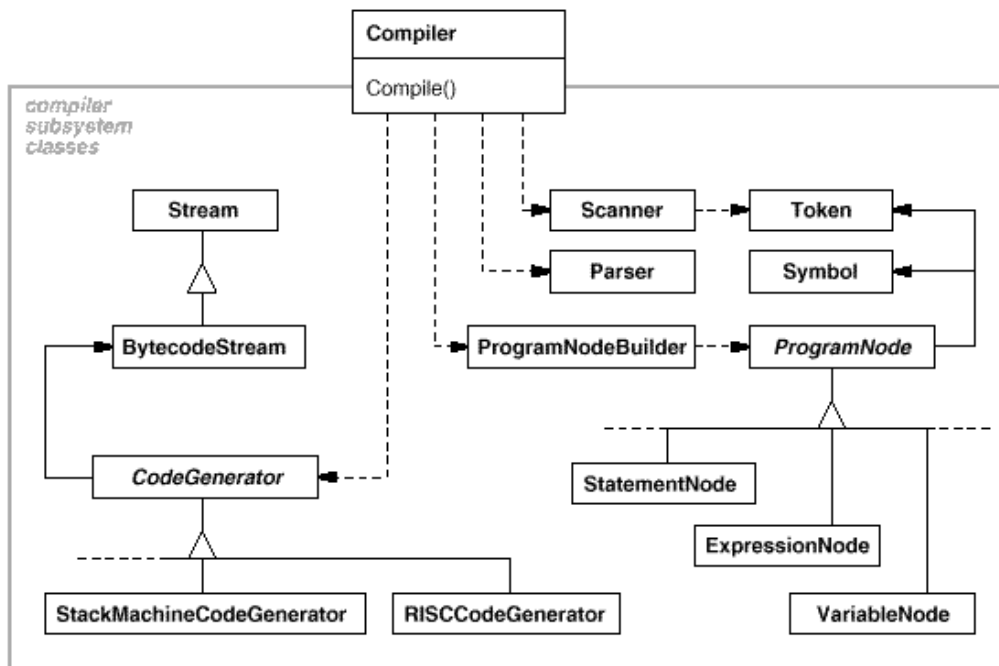 Compiler
Compile()
compiler
subsystem
classes
Stream
Scanner
Token
Parser
Symbol
BytecodeStream
ProgramNodeBuilder
ProgramNode
CodeGenerator
StatementNode
ExpressionNode
StackMachineCodeGenerator
RISCCodeGenerator
VariableNode